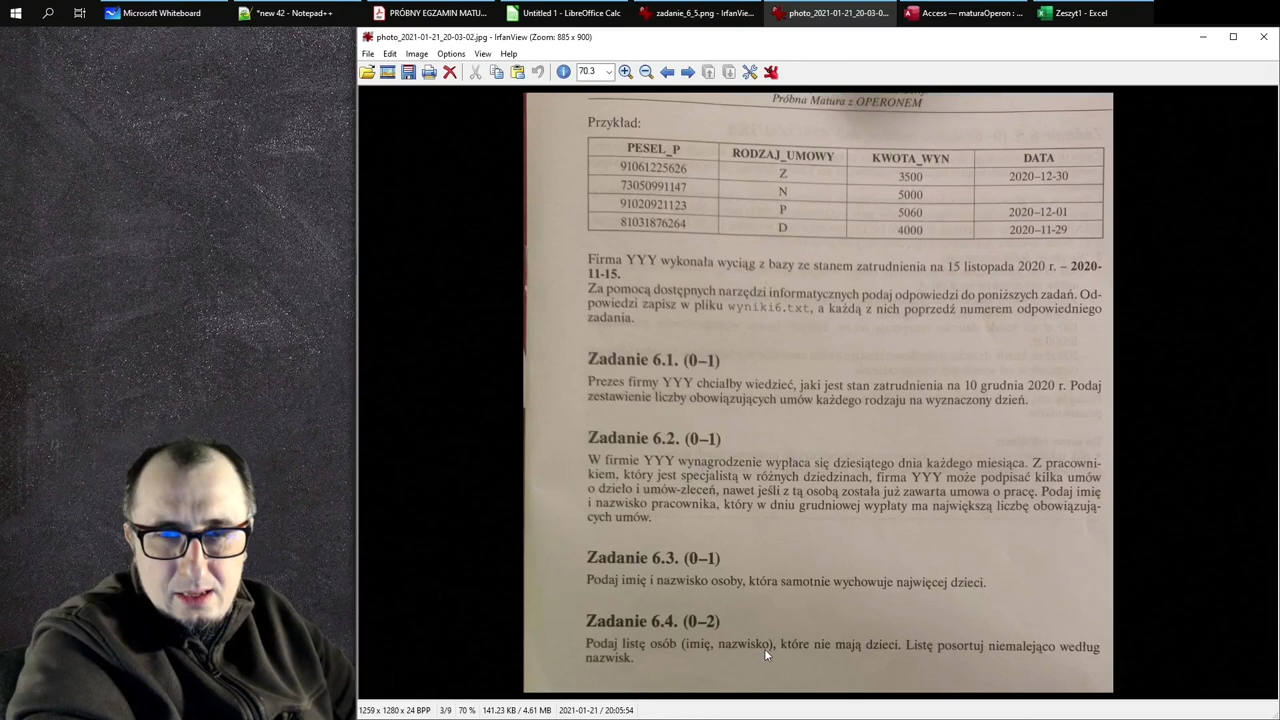 Microsoft Whiteboard
*new 42 - Notepad++
PRÓBNY EGZAMIN MATU...
Untitled 1 - LibreOffice Calc
zadanie_6_5.png - IrfanVie...
photo_2021-01-21_20-03-0...
Access — maturaOperon : ...
Zeszyt1 - Excel
photo_2021-01-21_20-03-02.jpg - IrfanView (Zoom: 885 x 900)
File Edit Image Options View Help
70.3
Próbna Matura z OPERONEM
Przykład:
PESEL_P RODZAJ_UMOWY KWOTA_WYN DATA
91061225626 Z 3500 2020–12-30
73050991147 N 5000
91020921123 P 5060 2020–12-01
81031876264 D 4000 2020–11-29
Firma YYY wykonała wyciąg z bazy ze stanem zatrudnienia na 15 listopada 2020 r. – 2020-
11-15.
Za pomocą dostępnych narzędzi informatycznych podaj odpowiedzi do poniższych zadań. Od-
powiedzi zapisz w pliku wyniki6.txt, a każdą z nich poprzedź numerem odpowiedniego
zadania.
Zadanie 6.1. (0–1)
Prezes firmy YYY chciałby wiedzieć, jaki jest stan zatrudnienia na 10 grudnia 2020 r. Podaj
zestawienie liczby obowiązujących umów każdego rodzaju na wyznaczony dzień.
Zadanie 6.2. (0–1)
W firmie YYY wynagrodzenie wypłaca się dziesiątego dnia każdego miesiąca. Z pracowni-
kiem, który jest specjalistą w różnych dziedzinach, firma YYY może podpisać kilka umów
o dzieło i umów-zleceń, nawet jeśli z tą osobą została już zawarta umowa o pracę. Podaj imię
i nazwisko pracownika, który w dniu grudniowej wypłaty ma największą liczbę obowiązują-
cych umów.
Zadanie 6.3. (0–1)
Podaj imię i nazwisko osoby, która samotnie wychowuje najwięcej dzieci.
Zadanie 6.4. (0–2)
Podaj listę osób (imię, nazwisko), które nie mają dzieci. Listę posortuj niemalejąco według
nazwisk.
1259 x 1280 x 24 BPP 3/9 70 % 141.23 KB / 4.61 MB 2021-01-21 / 20:05:54